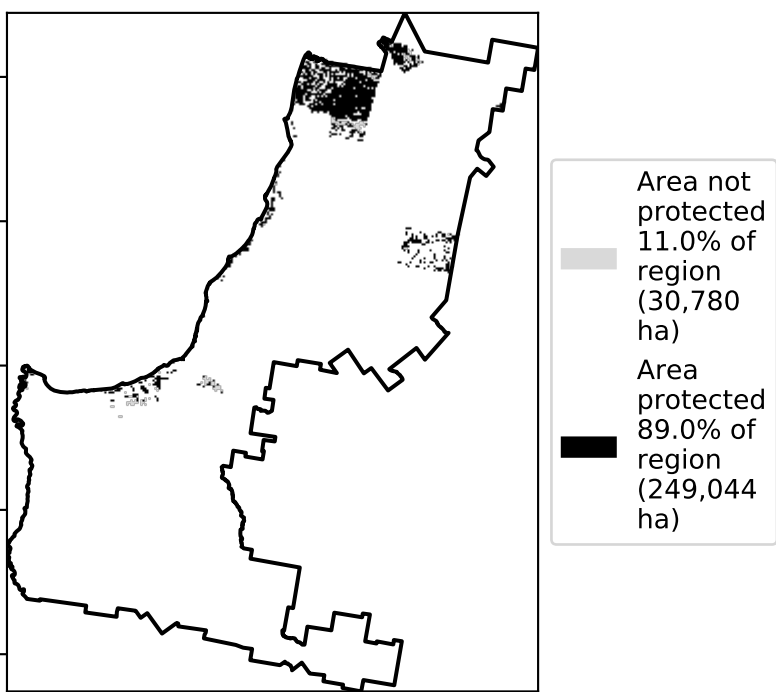 Area not
protected
11.0% of
region
(30,780
ha)
Area
protected
89.0% of
region
(249,044
ha)